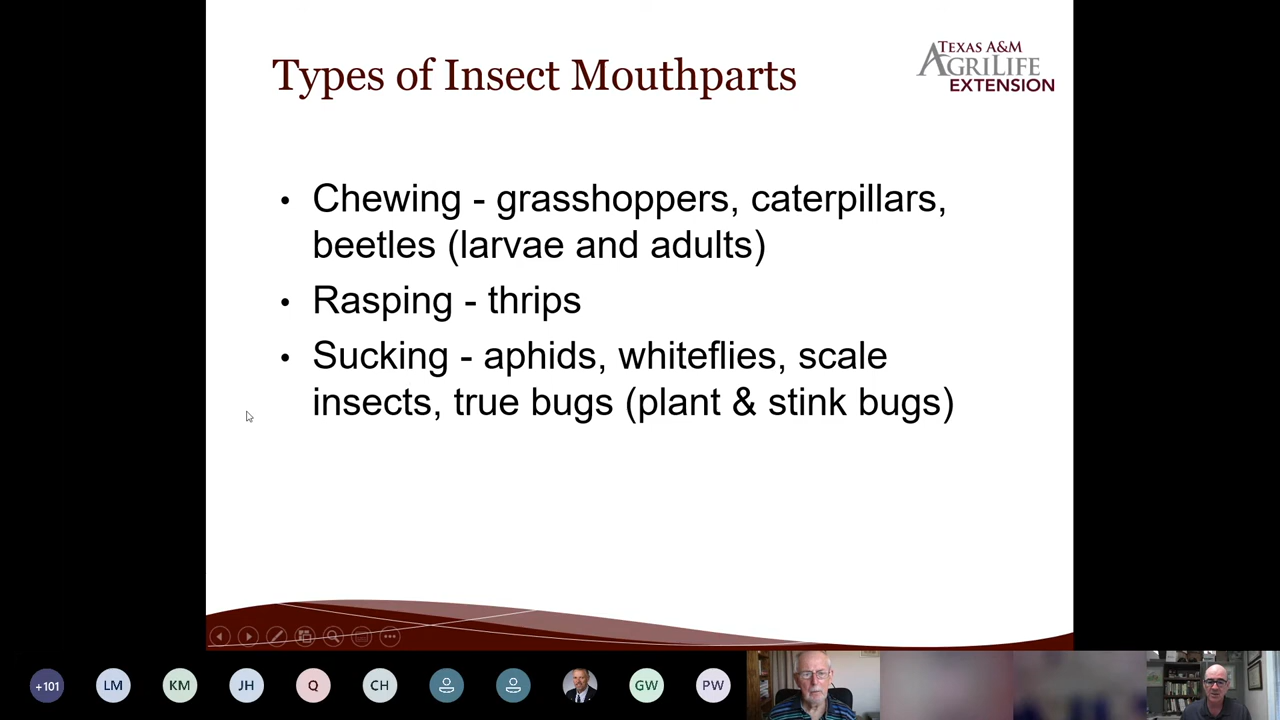 Types of Insect Mouthparts
TEXAS A&M
AGRILIFE
EXTENSION
• Chewing - grasshoppers, caterpillars,
beetles (larvae and adults)
• Rasping - thrips
• Sucking - aphids, whiteflies, scale
insects, true bugs (plant & stink bugs)
+101 LM KM JH Q CH GW PW